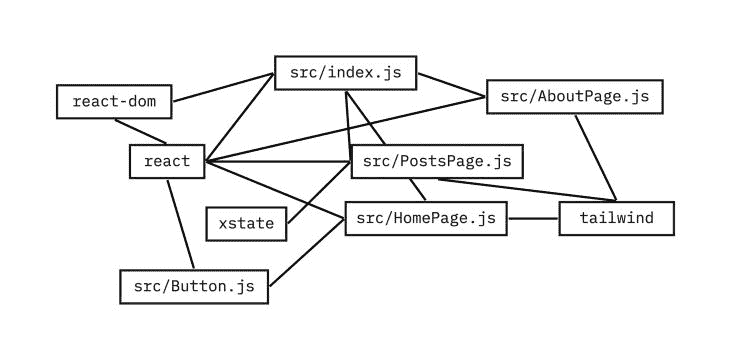 src/index.js
react-dom
src/AboutPage.js
react
src/PostsPage.js
xstate
src/HomePage.js
tailwind
src/Button.js